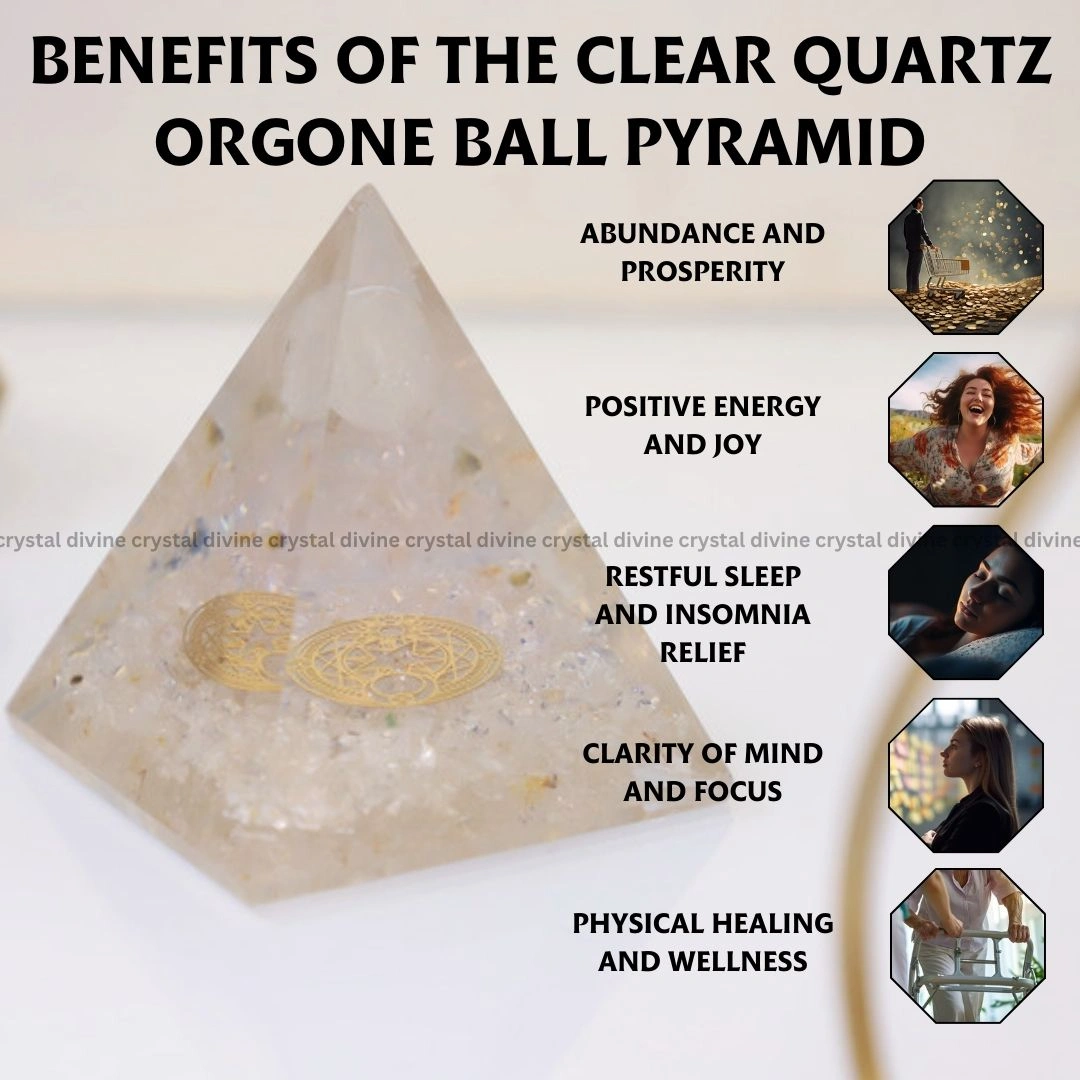 BENEFITS OF THE CLEAR QUARTZ
ORGONE BALL PYRAMID
ABUNDANCE AND
PROSPERITY
POSITIVE ENERGY
AND JOY
crystal divine crystal divine crystal divine crystal divine crystal divine crystal divine crystal divine crystal divine
RESTFUL SLEEP
AND INSOMNIA
RELIEF
CLARITY OF MIND
AND FOCUS
PHYSICAL HEALING
AND WELLNESS